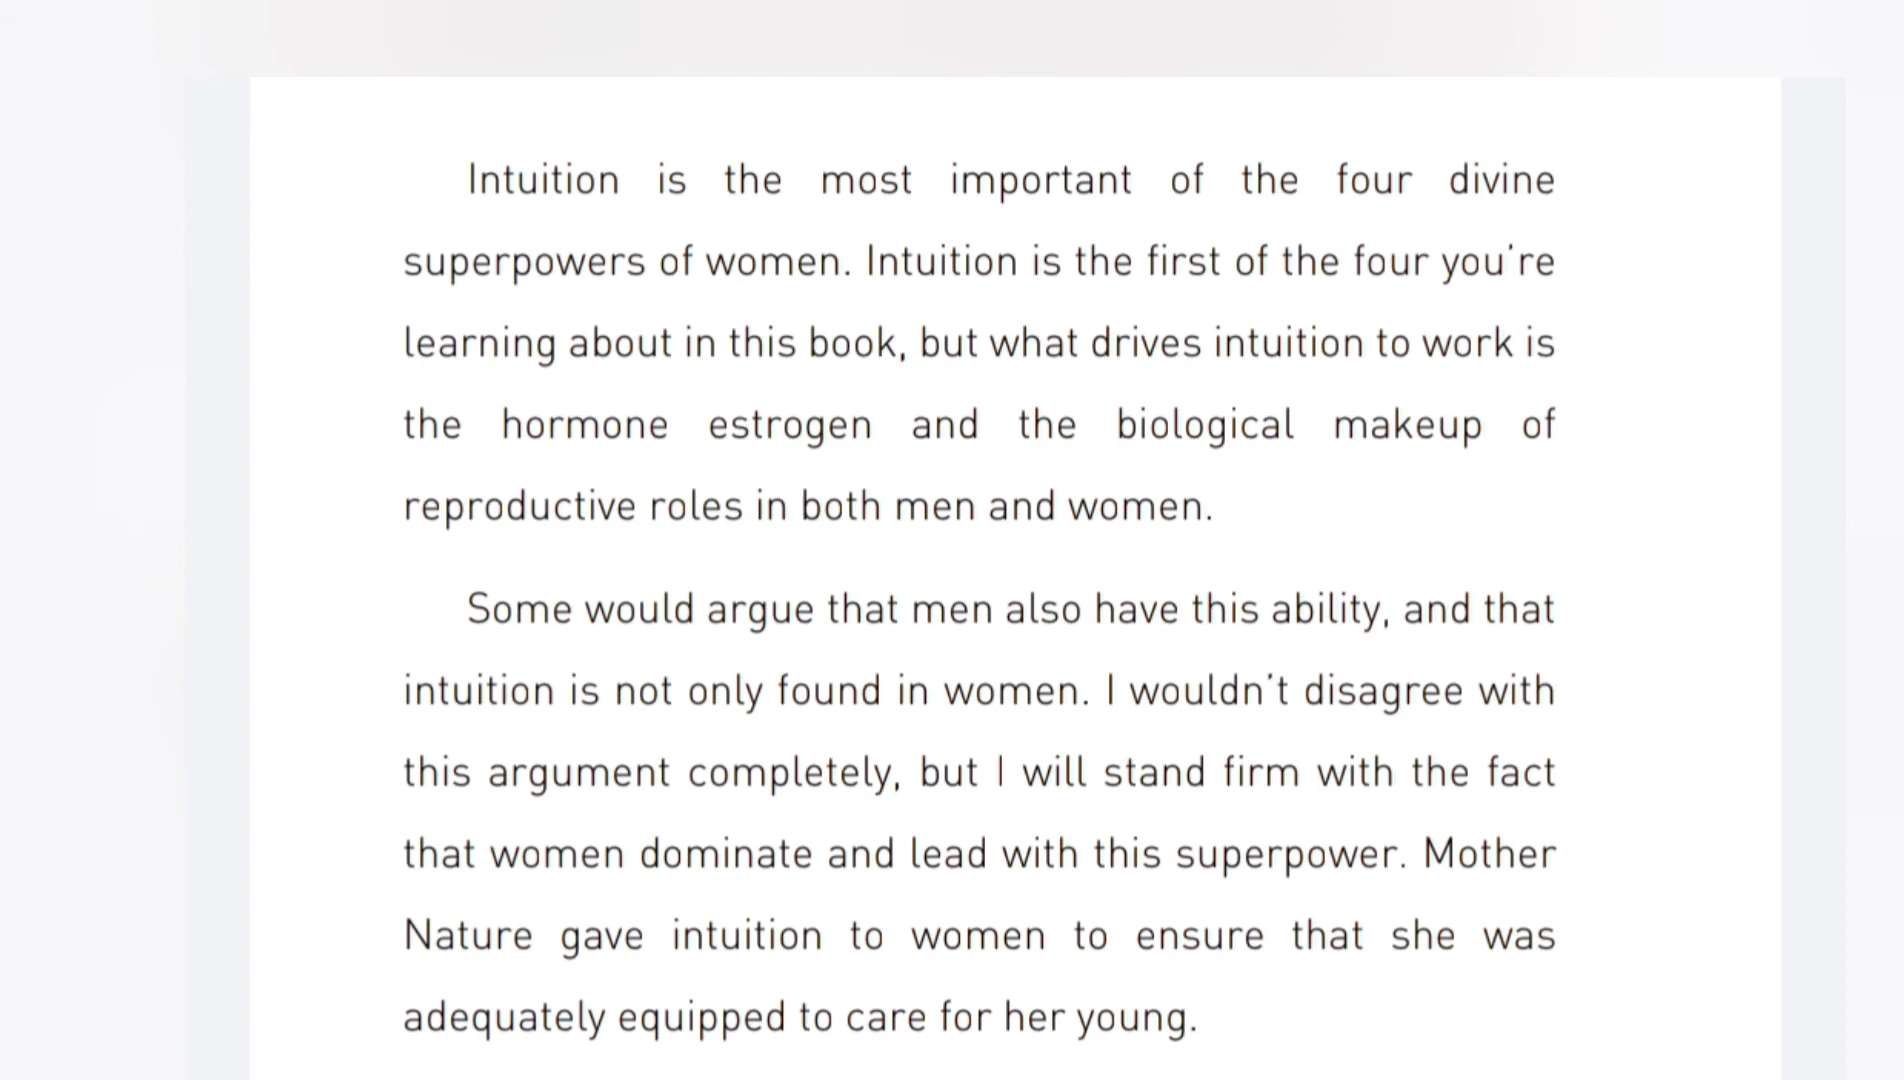 Intuition is the most important of the four divine
superpowers of women. Intuition is the first of the four you're
learning about in this book, but what drives intuition to work is
the hormone estrogen and the biological makeup of
reproductive roles in both men and women.
Some would argue that men also have this ability, and that
intuition is not only found in women. I wouldn't disagree with
this argument completely, but I will stand firm with the fact
that women dominate and lead with this superpower. Mother
Nature gave intuition to women to ensure that she was
adequately equipped to care for her young.